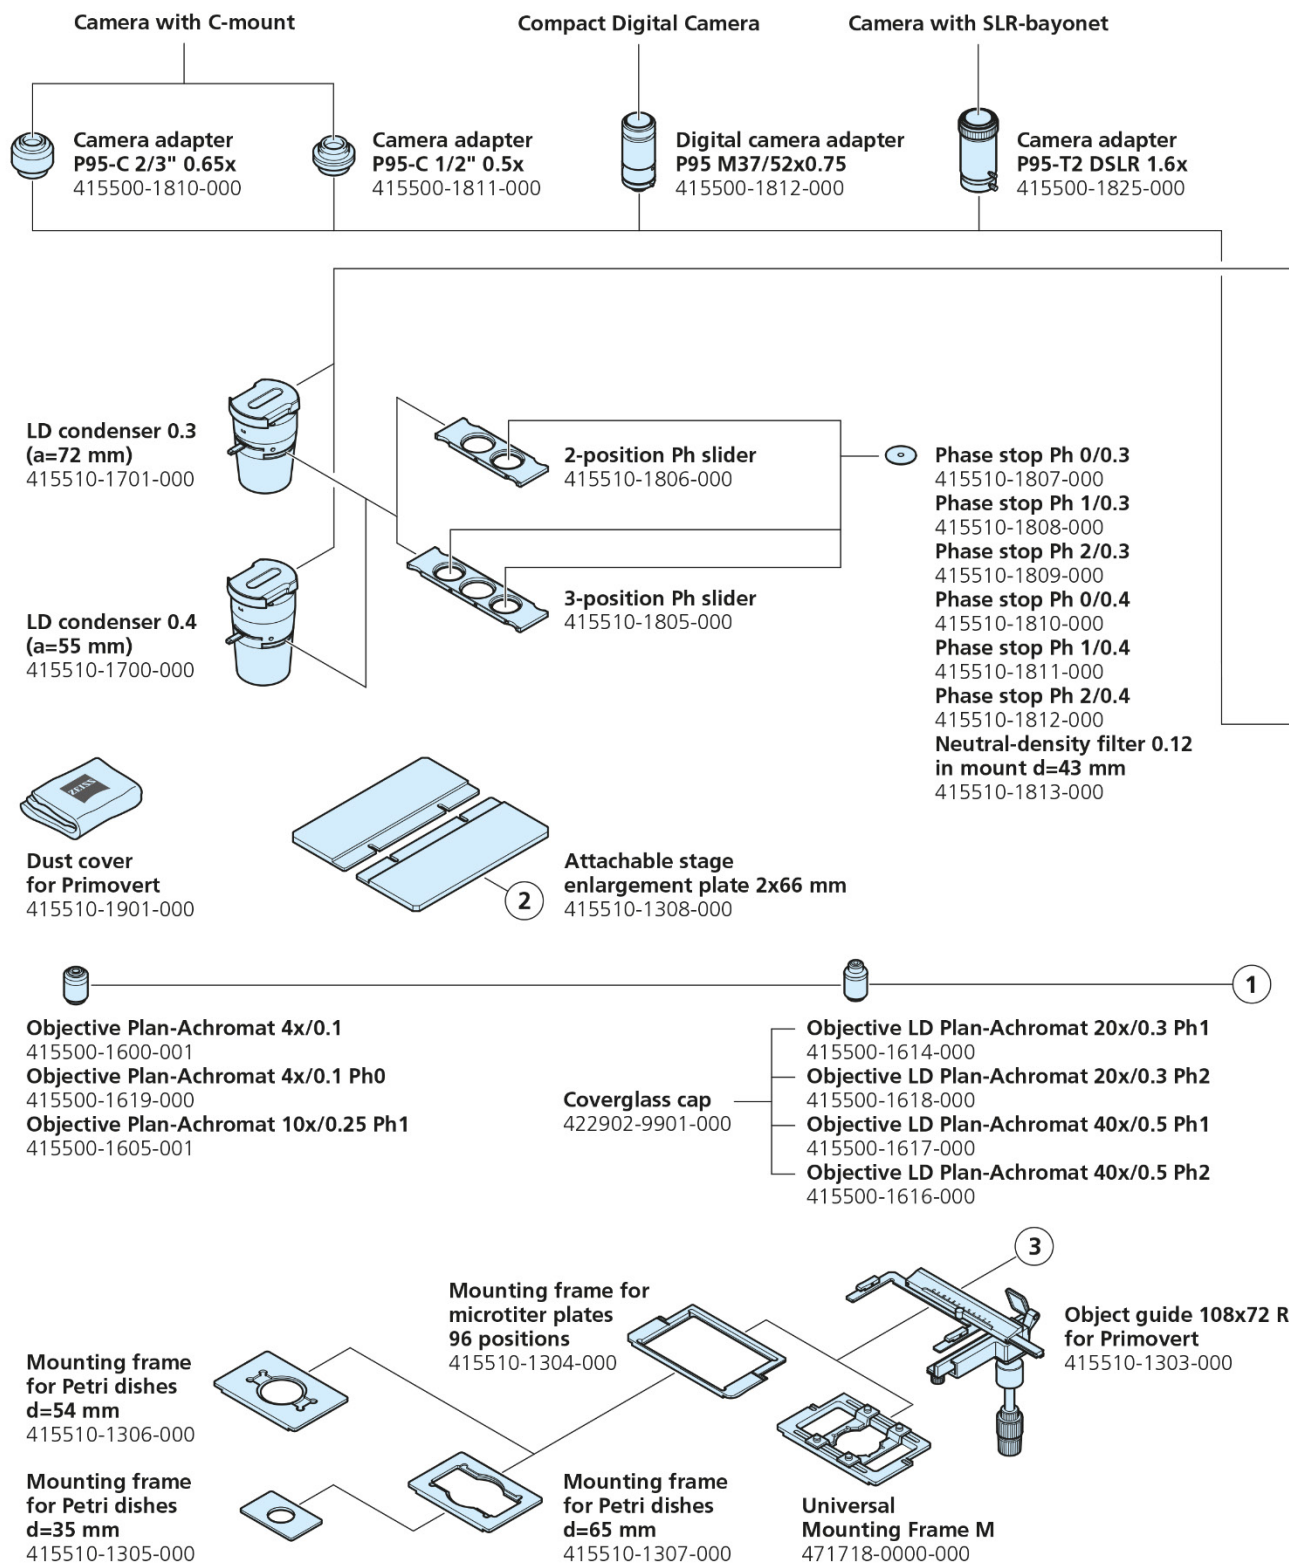 Camera with C-mount
Compact Digital Camera
Camera with SLR-bayonet
Camera adapter
P95-C 2/3" 0.65x
415500-1810-000
Camera adapter
P95-C 1/2" 0.5x
415500-1811-000
Digital camera adapter
P95 M37/52x0.75
415500-1812-000
Camera adapter
P95-T2 DSLR 1.6x
415500-1825-000
LD condenser 0.3
(a=72 mm)
415510-1701-000
2-position Ph slider
415510-1806-000
LD condenser 0.4
(a=55 mm)
415510-1700-000
3-position Ph slider
415510-1805-000
Phase stop Ph 0/0.3
415510-1807-000
Phase stop Ph 1/0.3
415510-1808-000
Phase stop Ph 2/0.3
415510-1809-000
Phase stop Ph 0/0.4
415510-1810-000
Phase stop Ph 1/0.4
415510-1811-000
Phase stop Ph 2/0.4
415510-1812-000
Neutral-density filter 0.12
in mount d=43 mm
415510-1813-000
ZEISS
Dust cover
for Primovert
415510-1901-000
2
Attachable stage
enlargement plate 2x66 mm
415510-1308-000
1
Objective Plan-Achromat 4x/0.1
415500-1600-001
Objective Plan-Achromat 4x/0.1 Ph0
415500-1619-000
Objective Plan-Achromat 10x/0.25 Ph1
415500-1605-001
Coverglass cap
422902-9901-000
Objective LD Plan-Achromat 20x/0.3 Ph1
415500-1614-000
Objective LD Plan-Achromat 20x/0.3 Ph2
415500-1618-000
Objective LD Plan-Achromat 40x/0.5 Ph1
415500-1617-000
Objective LD Plan-Achromat 40x/0.5 Ph2
415500-1616-000
3
Mounting frame for
microtiter plates
96 positions
415510-1304-000
Object guide 108x72 R
for Primovert
415510-1303-000
Mounting frame
for Petri dishes
d=54 mm
415510-1306-000
Mounting frame
for Petri dishes
d=35 mm
415510-1305-000
Mounting frame
for Petri dishes
d=65 mm
415510-1307-000
Universal
Mounting Frame M
471718-0000-000